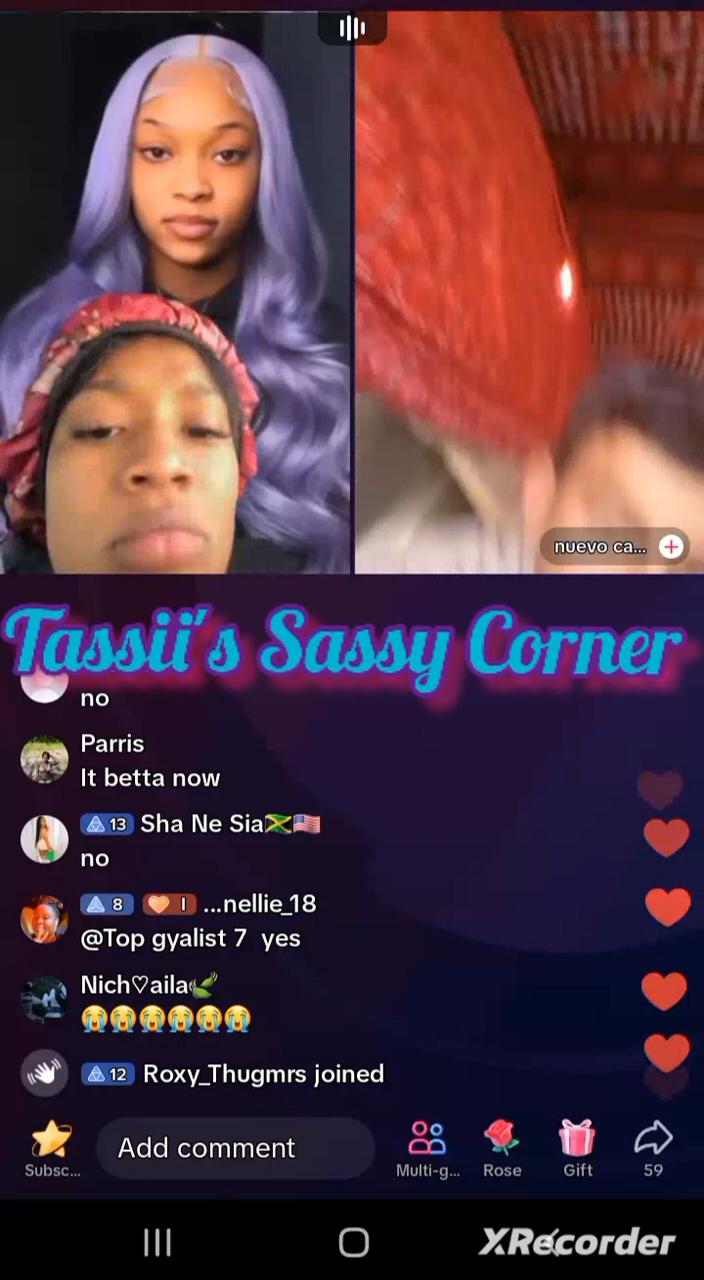 nuevo ca...
Tassii's Sassy Corner
no
Parris
It betta now
13 Sha Ne Sia🇯🇲🇺🇸
no
8 I ...nellie_18
@Top gyalist 7 yes
Nich♡aila🌿
😭😭😭😭😭😭
12 Roxy_Thugmrs joined
Subsc...
Add comment
Multi-g...
Rose
Gift
59
XRecorder